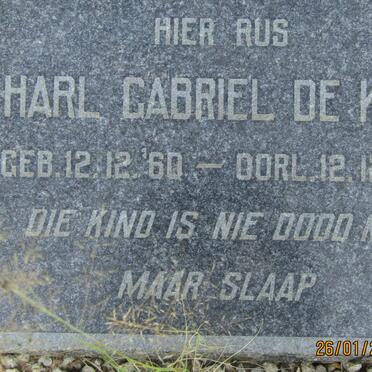 HIER RUS
HARL GABRIEL DE K
GEB. 12. 12. '60 — OORL. 12. 1
DIE KIND IS NIE DOOD N
MAAR SLAAP
26/01/2